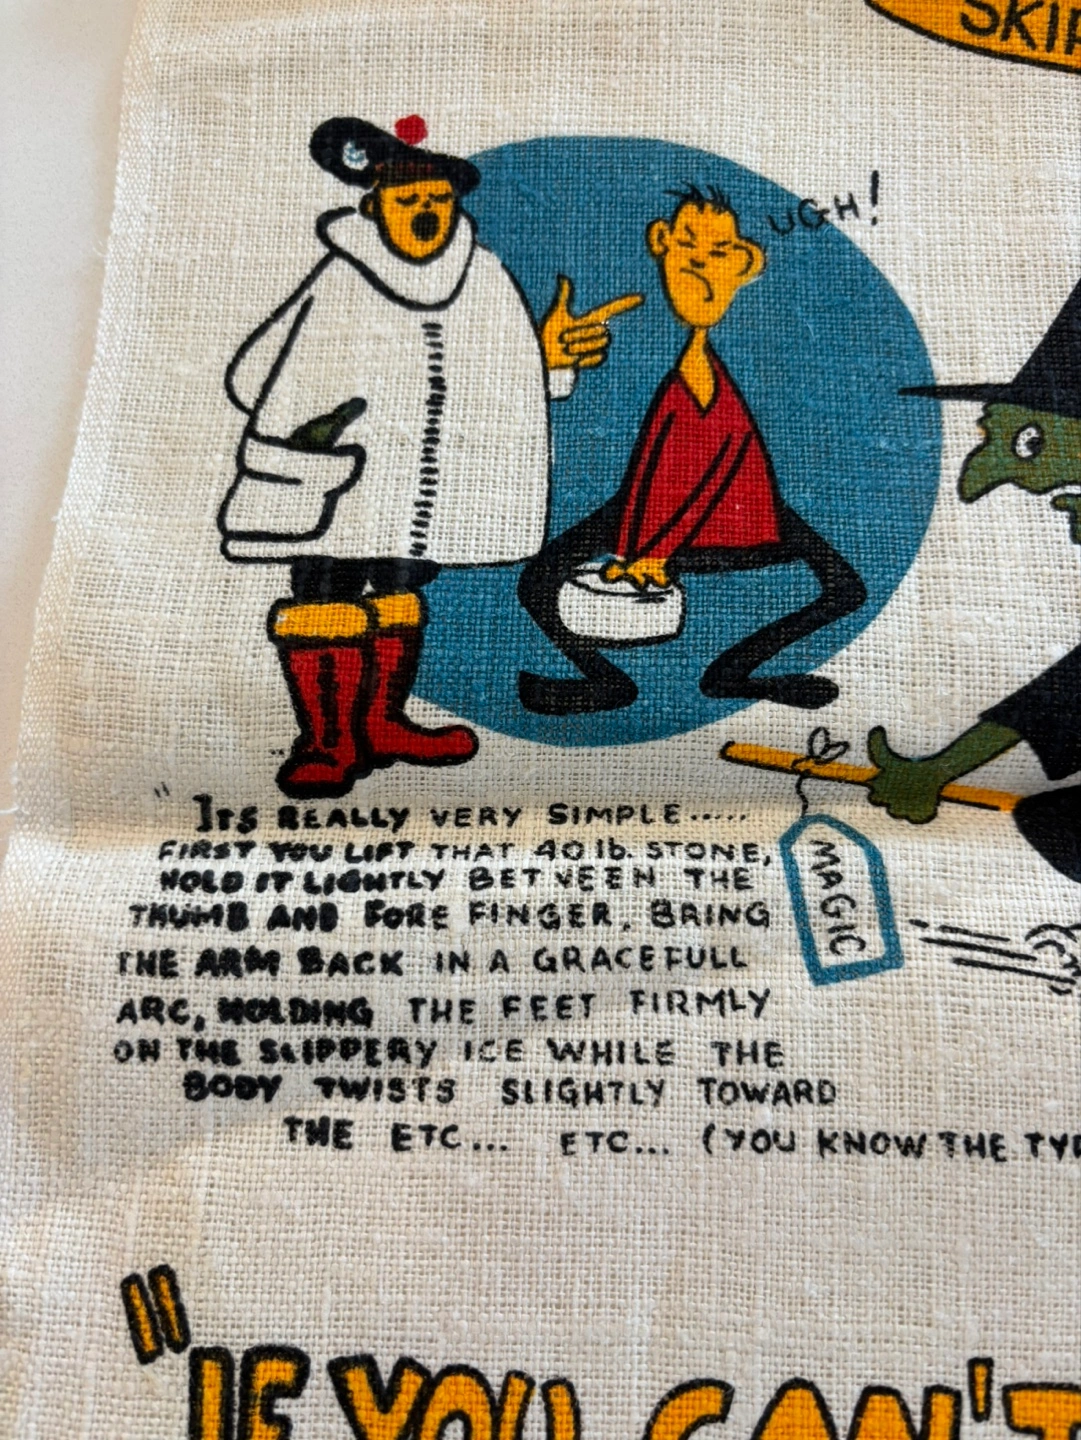 SKIP
UGH!
"ITS REALLY VERY SIMPLE.....
FIRST YOU LIFT THAT 40 lb. STONE,
HOLD IT LIGHTLY BETWEEN THE
THUMB AND FORE FINGER. BRING
THE ARM BACK IN A GRACEFULL
ARC, HOLDING THE FEET FIRMLY
ON THE SLIPPERY ICE WHILE THE
BODY TWISTS SLIGHTLY TOWARD
THE ETC... ETC... (YOU KNOW THE
MAGIC
"IF YOU CAN'T